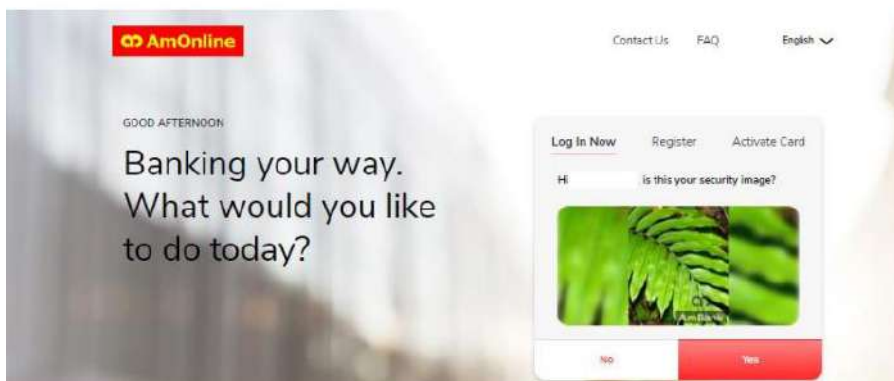 AmOnline
Contact Us FAQ English
GOOD AFTERNOON
Banking your way.
What would you like
to do today?
Log In Now Register Activate Card
Hi is this your security image?
AmBank
No Yes